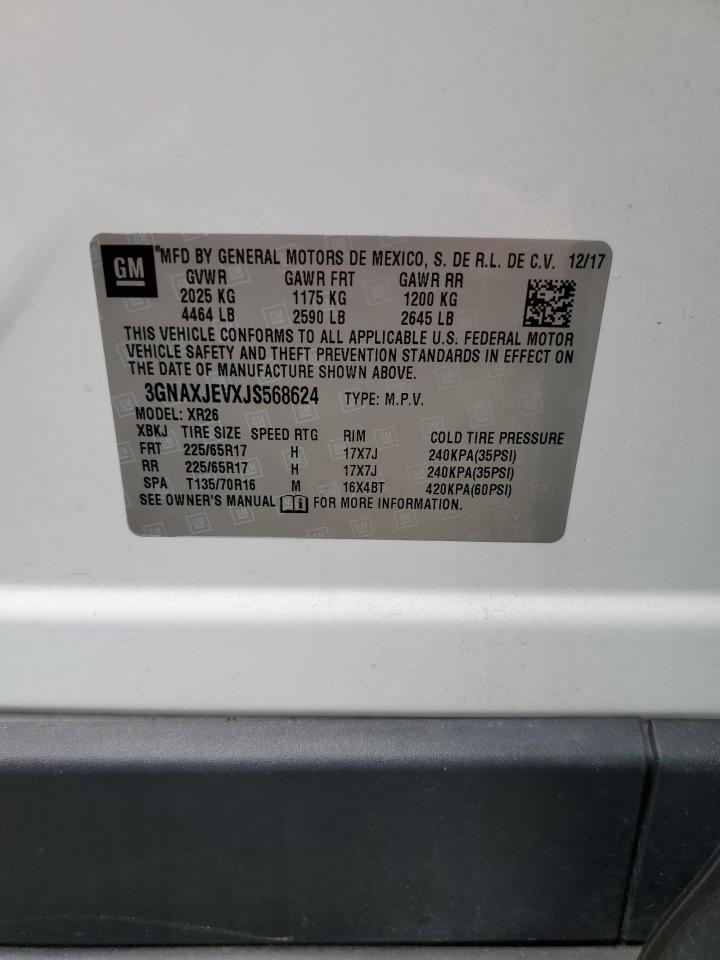 GM ®MFD BY GENERAL MOTORS DE MEXICO, S. DE R.L. DE C.V. 12/17
GVWR GAWR FRT GAWR RR
2025 KG 1175 KG 1200 KG
4464 LB 2590 LB 2645 LB
THIS VEHICLE CONFORMS TO ALL APPLICABLE U.S. FEDERAL MOTOR
VEHICLE SAFETY AND THEFT PREVENTION STANDARDS IN EFFECT ON
THE DATE OF MANUFACTURE SHOWN ABOVE.
3GNAXJEVXJS568624 TYPE: M.P.V.
MODEL: XR26
XBKJ TIRE SIZE SPEED RTG RIM COLD TIRE PRESSURE
FRT 225/65R17 H 17X7J 240KPA(35PSI)
RR 225/65R17 H 17X7J 240KPA(35PSI)
SPA T135/70R16 M 16X4BT 420KPA(60PSI)
SEE OWNER'S MANUAL FOR MORE INFORMATION.